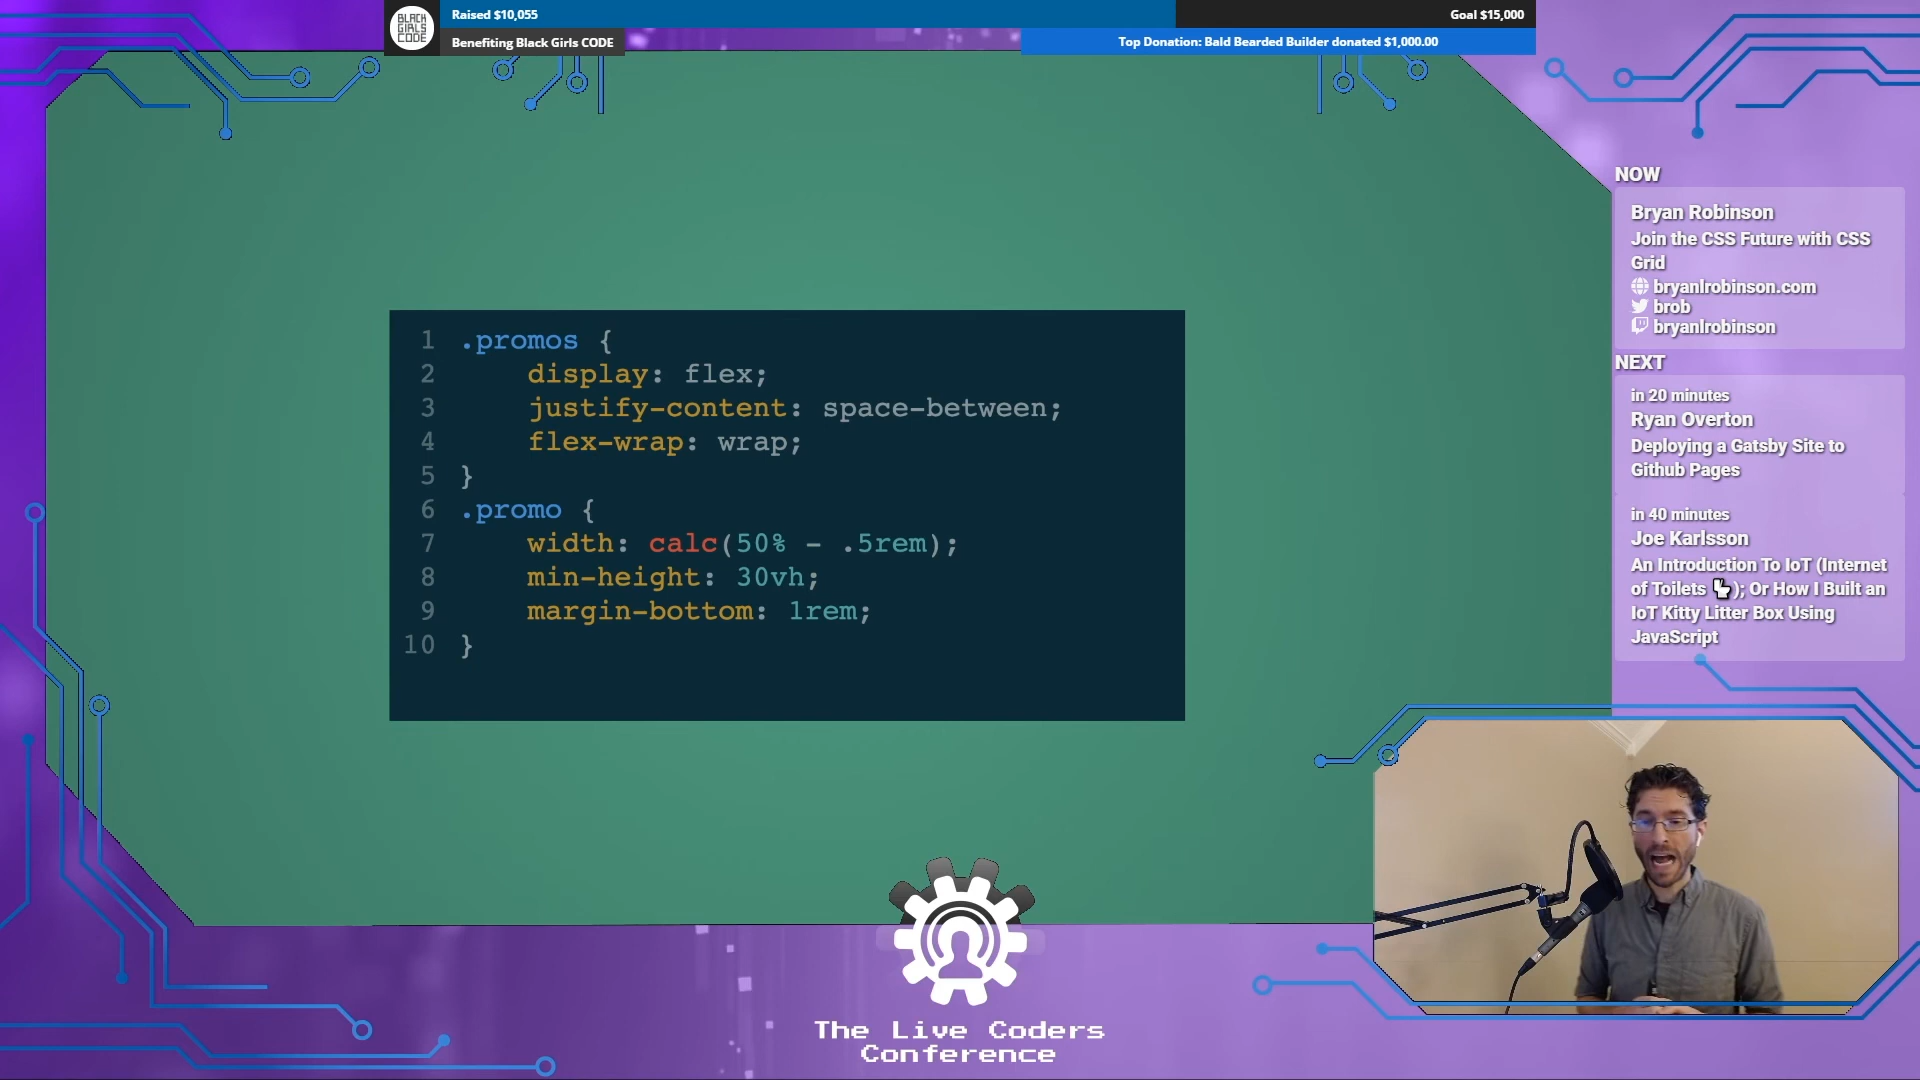 BLACK
GIRLS
CODE
Raised $10,055
Goal $15,000
Benefiting Black Girls CODE
Top Donation: Bald Bearded Builder donated $1,000.00
1 .promos {
2 display: flex;
3 justify-content: space-between;
4 flex-wrap: wrap;
5 }
6 .promo {
7 width: calc(50% - .5rem);
8 min-height: 30vh;
9 margin-bottom: 1rem;
10 }
NOW
Bryan Robinson
Join the CSS Future with CSS
Grid
bryanlrobinson.com
brob
bryanlrobinson
NEXT
in 20 minutes
Ryan Overton
Deploying a Gatsby Site to
Github Pages
in 40 minutes
Joe Karlsson
An Introduction To IoT (Internet
of Toilets 🚽); Or How I Built an
IoT Kitty Litter Box Using
JavaScript
The Live Coders
Conference